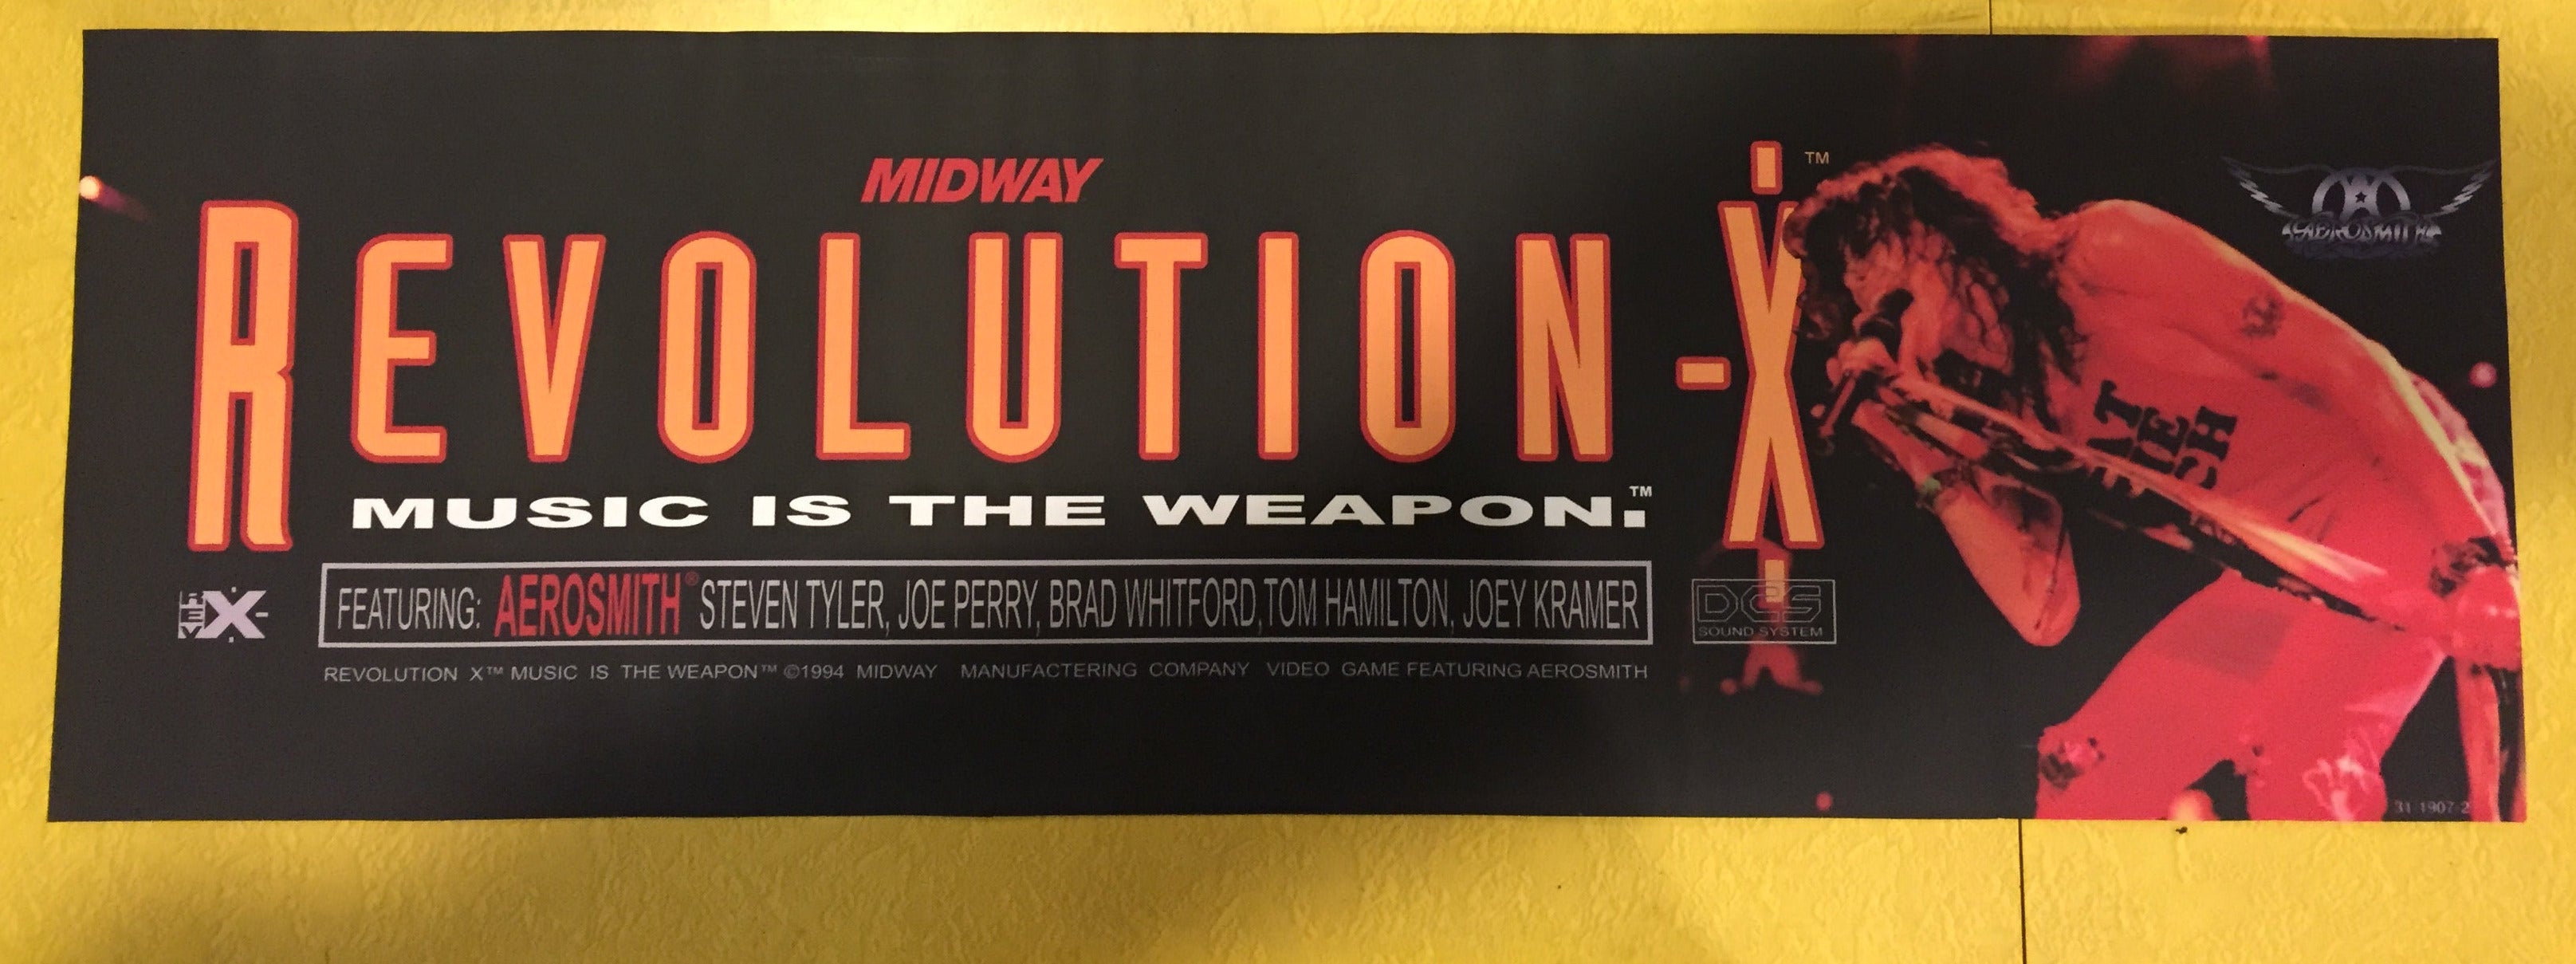 MIDWAY
REVOLUTION-X™
AEROSMITH
MUSIC IS THE WEAPON.™
REV X
FEATURING: AEROSMITH® STEVEN TYLER, JOE PERRY, BRAD WHITFORD, TOM HAMILTON, JOEY KRAMER
DCS
SOUND SYSTEM
REVOLUTION X™ MUSIC IS THE WEAPON™ ©1994 MIDWAY MANUFACTERING COMPANY VIDEO GAME FEATURING AEROSMITH
31-1907-2